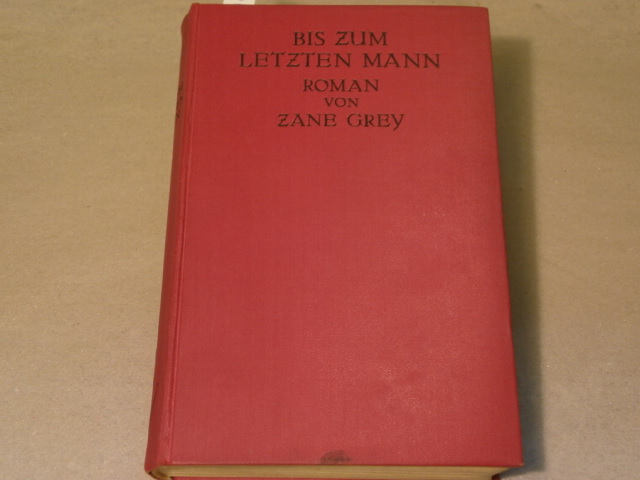 BIS ZUM
LETZTEN MANN
ROMAN
VON
ZANE GREY